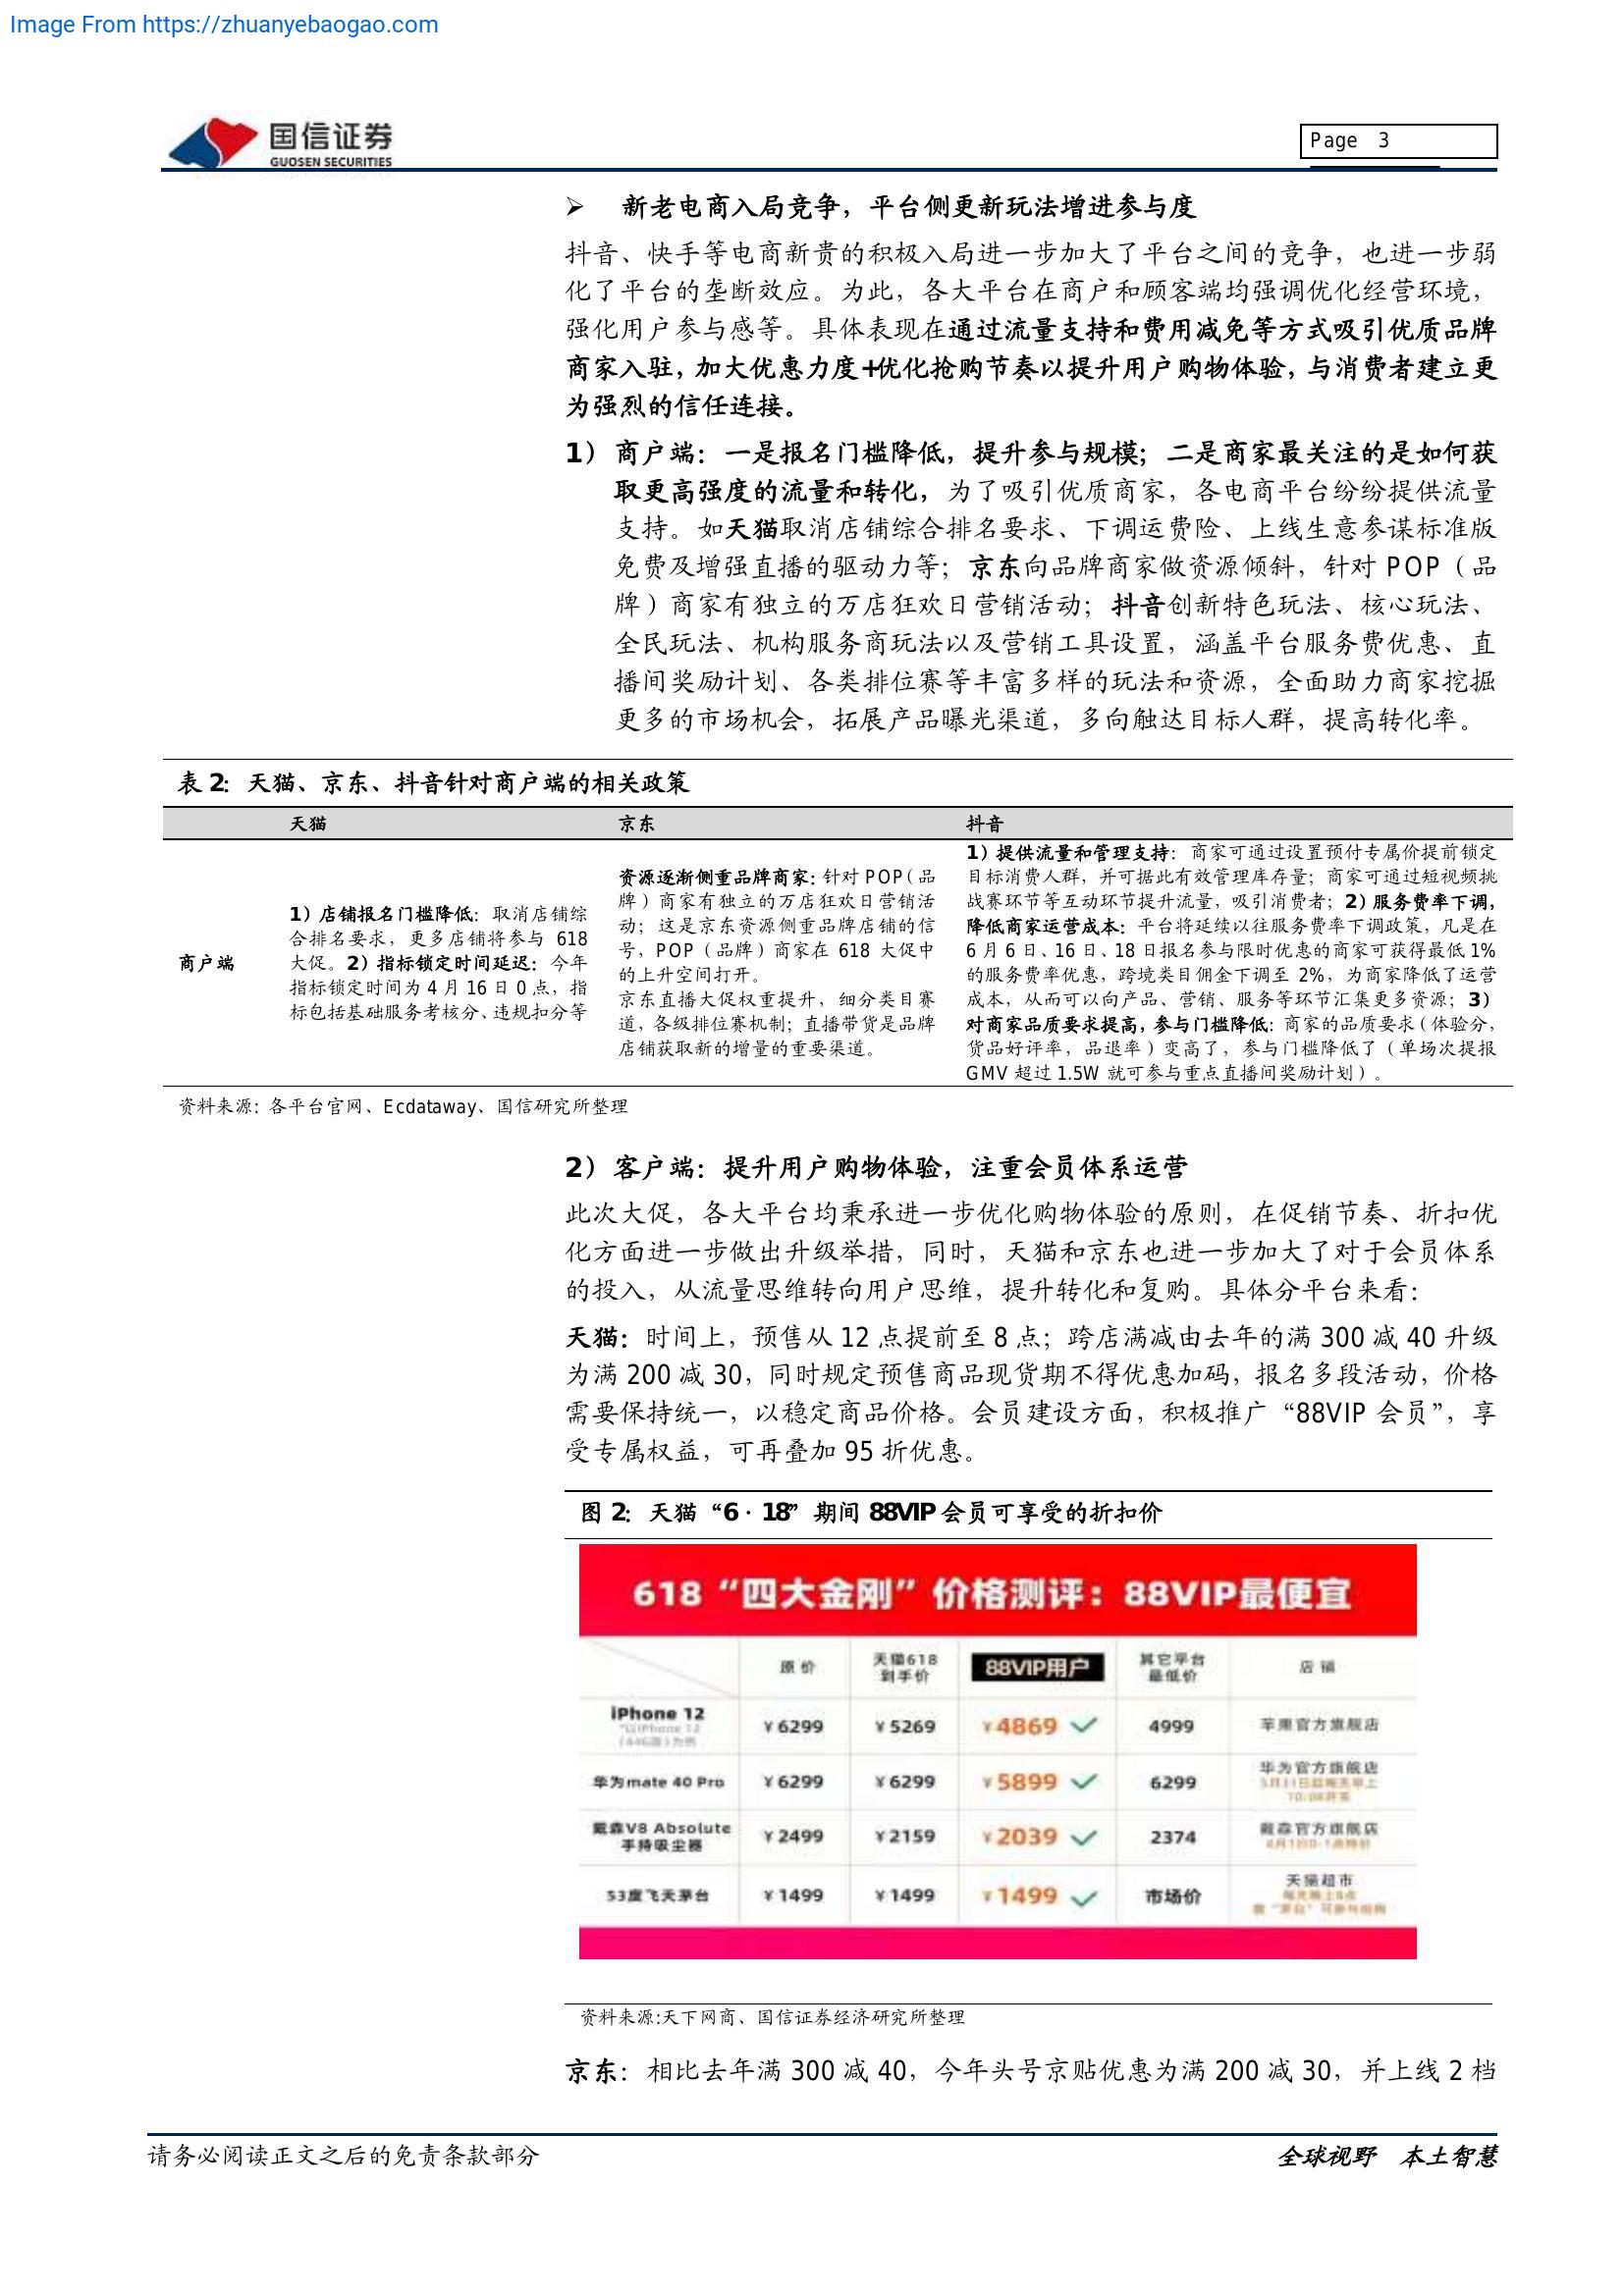 Image From https://zhuanyebaogao.com
国信证券
GUOSEN SECURITIES
Page 3
➢ 新老电商入局竞争，平台侧更新玩法增进参与度
抖音、快手等电商新贵的积极入局进一步加大了平台之间的竞争，也进一步弱
化了平台的垄断效应。为此，各大平台在商户和顾客端均强调优化经营环境，
强化用户参与感等。具体表现在通过流量支持和费用减免等方式吸引优质品牌
商家入驻，加大优惠力度+优化抢购节奏以提升用户购物体验，与消费者建立更
为强烈的信任连接。
1）商户端：一是报名门槛降低，提升参与规模；二是商家最关注的是如何获
取更高强度的流量和转化，为了吸引优质商家，各电商平台纷纷提供流量
支持。如天猫取消店铺综合排名要求、下调运费险、上线生意参谋标准版
免费及增强直播的驱动力等；京东向品牌商家做资源倾斜，针对 POP（品
牌）商家有独立的万店狂欢日营销活动；抖音创新特色玩法、核心玩法、
全民玩法、机构服务商玩法以及营销工具设置，涵盖平台服务费优惠、直
播间奖励计划、各类排位赛等丰富多样的玩法和资源，全面助力商家挖掘
更多的市场机会，拓展产品曝光渠道，多向触达目标人群，提高转化率。
表 2：天猫、京东、抖音针对商户端的相关政策
天猫 京东 抖音
商户端
1）店铺报名门槛降低：取消店铺综
合排名要求，更多店铺将参与 618
大促。2）指标锁定时间延迟：今年
指标锁定时间为 4 月 16 日 0 点，指
标包括基础服务考核分、违规扣分等
资源逐渐侧重品牌商家：针对 POP（品
牌）商家有独立的万店狂欢日营销活
动；这是京东资源侧重品牌店铺的信
号，POP（品牌）商家在 618 大促中
的上升空间打开。
京东直播大促权重提升，细分类目赛
道，各级排位赛机制；直播带货是品牌
店铺获取新的增量的重要渠道。
1）提供流量和管理支持：商家可通过设置预付专属价提前锁定
目标消费人群，并可据此有效管理库存量；商家可通过短视频挑
战赛环节等互动环节提升流量，吸引消费者；2）服务费率下调，
降低商家运营成本：平台将延续以往服务费率下调政策，凡是在
6 月 6 日、16 日、18 日报名参与限时优惠的商家可获得最低 1%
的服务费率优惠，跨境类目佣金下调至 2%，为商家降低了运营
成本，从而可以向产品、营销、服务等环节汇集更多资源；3）
对商家品质要求提高，参与门槛降低：商家的品质要求（体验分，
货品好评率，品退率）变高了，参与门槛降低了（单场次提报
GMV 超过 1.5W 就可参与重点直播间奖励计划）。
资料来源：各平台官网、Ecdataway、国信研究所整理
2）客户端：提升用户购物体验，注重会员体系运营
此次大促，各大平台均秉承进一步优化购物体验的原则，在促销节奏、折扣优
化方面进一步做出升级举措，同时，天猫和京东也进一步加大了对于会员体系
的投入，从流量思维转向用户思维，提升转化和复购。具体分平台来看：
天猫：时间上，预售从 12 点提前至 8 点；跨店满减由去年的满 300 减 40 升级
为满 200 减 30，同时规定预售商品现货期不得优惠加码，报名多段活动，价格
需要保持统一，以稳定商品价格。会员建设方面，积极推广“88VIP 会员”，享
受专属权益，可再叠加 95 折优惠。
图 2：天猫“6·18”期间 88VIP 会员可享受的折扣价
618“四大金刚”价格测评：88VIP最便宜
原价 天猫618到手价 88VIP用户 其它平台最低价 店铺
iPhone 12 ¥6299 ¥5269 ¥4869 4999 苹果官方旗舰店
华为mate 40 Pro ¥6299 ¥6299 ¥5899 6299 华为官方旗舰店
戴森V8 Absolute手持吸尘器 ¥2499 ¥2159 ¥2039 2374 戴森官方旗舰店
53度飞天茅台 ¥1499 ¥1499 ¥1499 市场价 天猫超市
资料来源:天下网商、国信证券经济研究所整理
京东：相比去年满 300 减 40，今年头号京贴优惠为满 200 减 30，并上线 2 档
请务必阅读正文之后的免责条款部分
全球视野 本土智慧